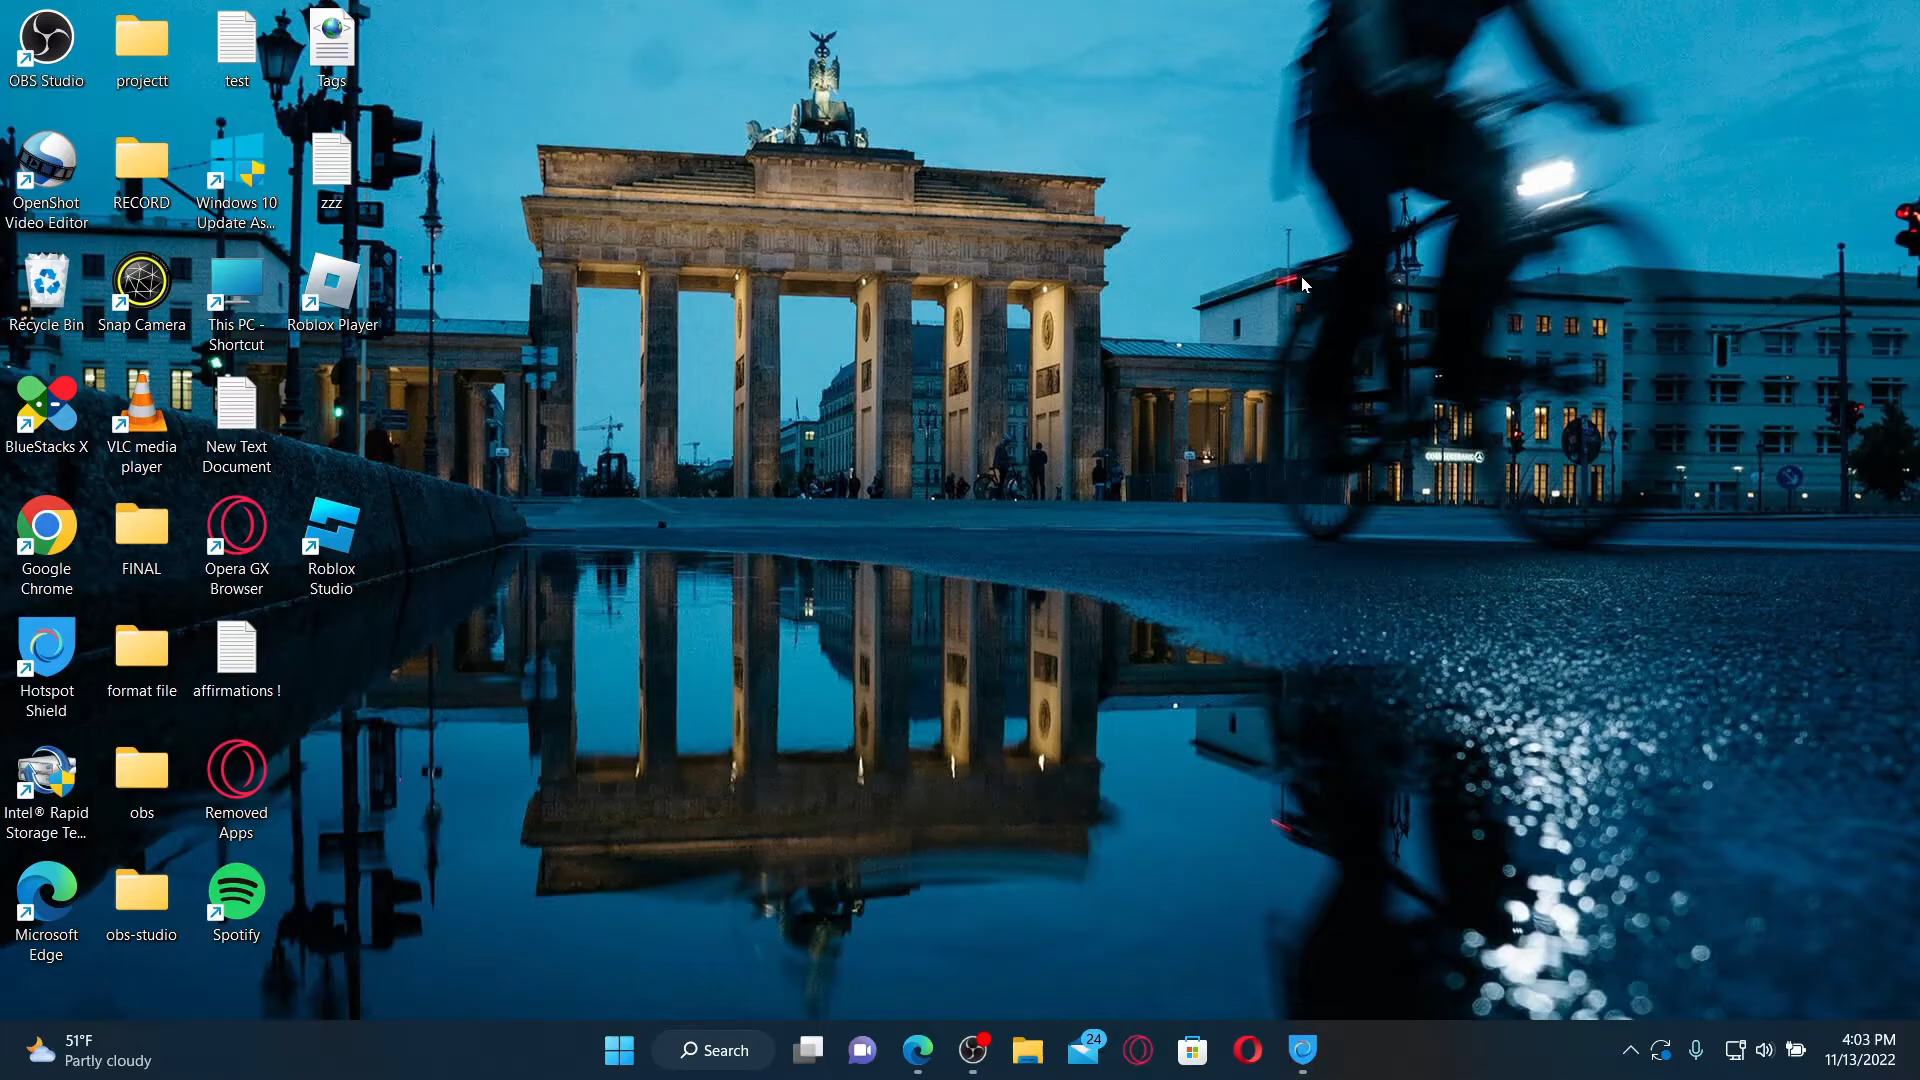 OBS Studio
projectt
test
Tags
OpenShot
Video Editor
RECORD
Windows 10
Update As...
zzz
Recycle Bin
Snap Camera
This PC -
Shortcut
Roblox Player
BlueStacks X
VLC media
player
New Text
Document
Google
Chrome
FINAL
Opera GX
Browser
Roblox
Studio
Hotspot
Shield
format file
affirmations !
Intel® Rapid
Storage Te...
obs
Removed
Apps
Microsoft
Edge
obs-studio
Spotify
51°F
Partly cloudy
Search
24
4:03 PM
11/13/2022